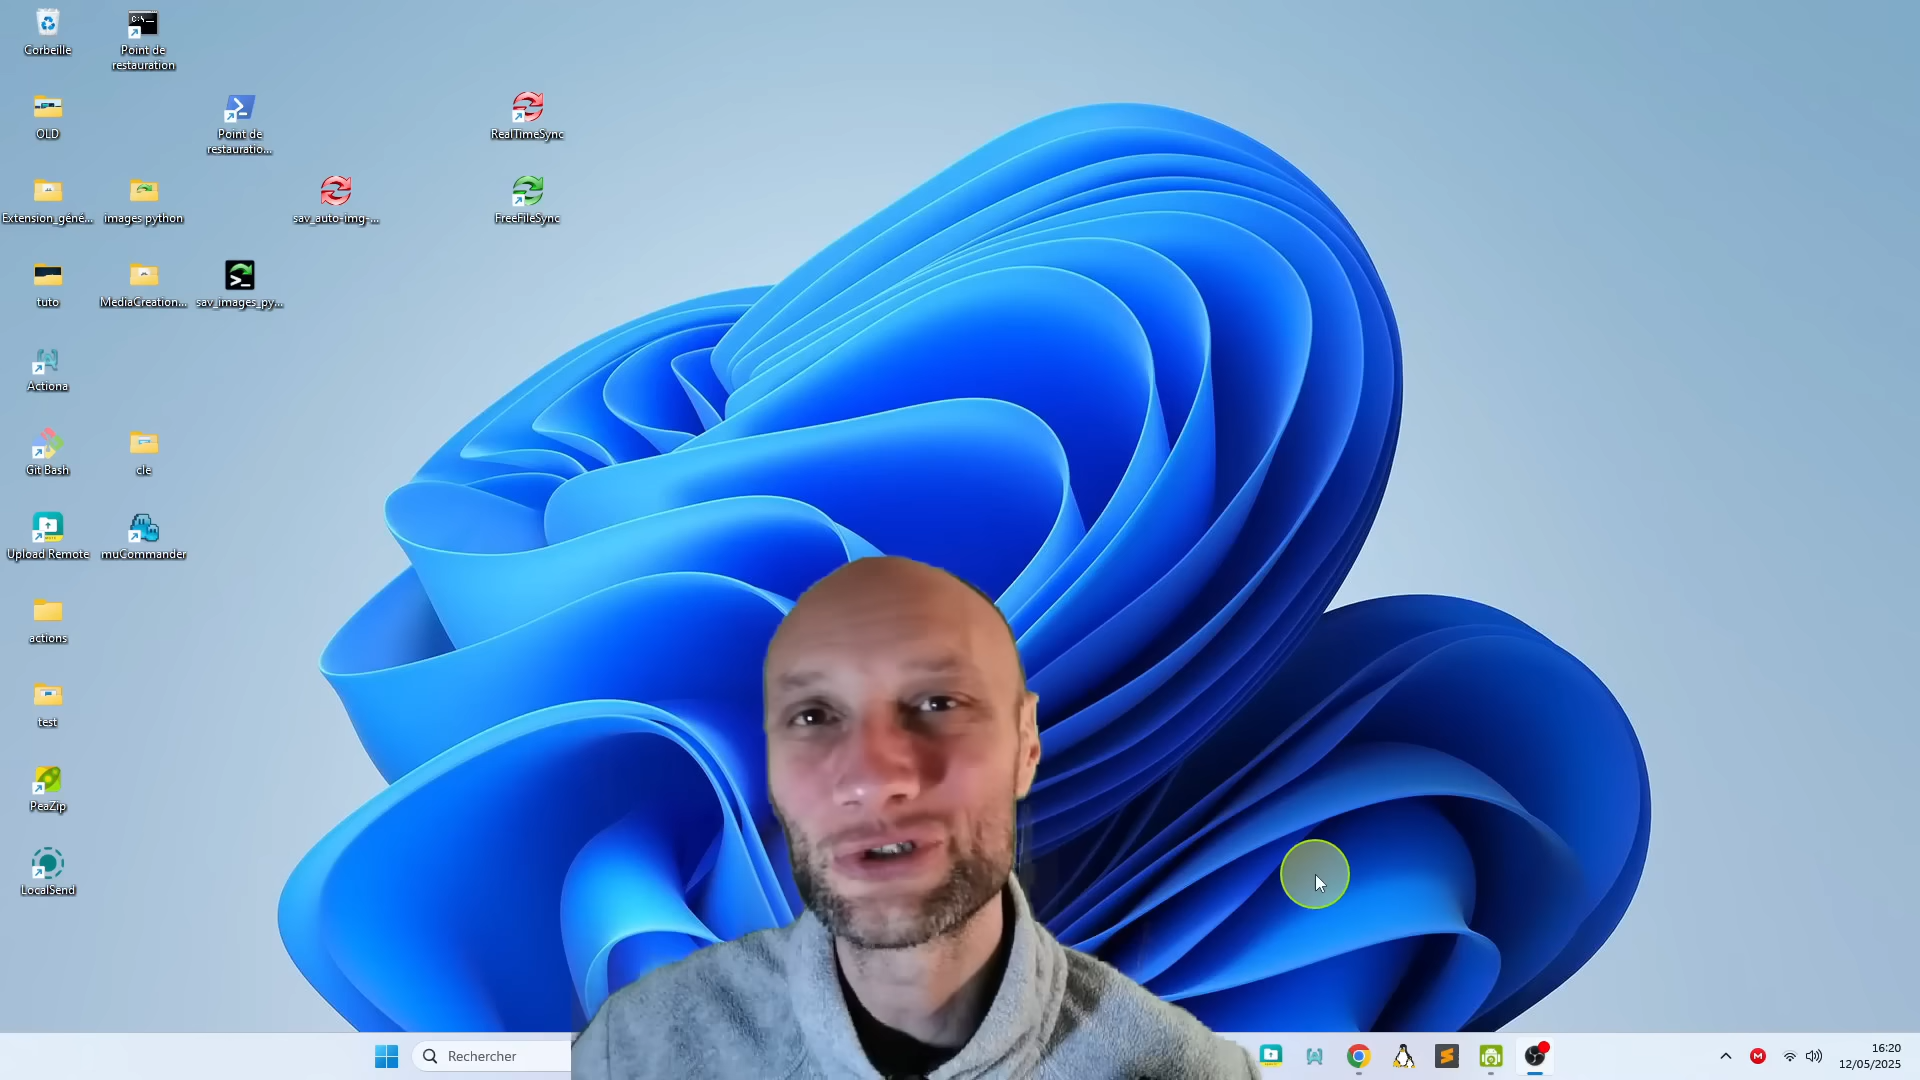 Corbeille
Point de
restauration
OLD
Point de
restauratio...
RealTimeSync
Extension_géné...
images python
sav_auto-img-...
FreeFileSync
tuto
MediaCreation...
sav_images_py...
Actiona
Git Bash
cle
Upload Remote
muCommander
actions
test
PeaZip
LocalSend
Rechercher
16:20
12/05/2025